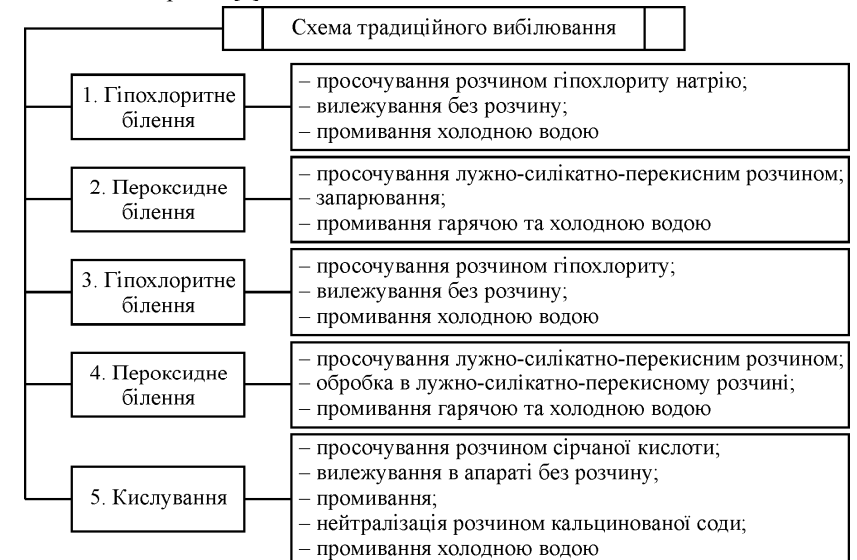 Схема традиційного вибілювання
1. Гіпохлоритне
білення
– просочування розчином гіпохлориту натрію;
– вилежування без розчину;
– промивання холодною водою
2. Пероксидне
білення
– просочування лужно-силікатно-перекисним розчином;
– запарювання;
– промивання гарячою та холодною водою
3. Гіпохлоритне
білення
– просочування розчином гіпохлориту;
– вилежування без розчину;
– промивання холодною водою
4. Пероксидне
білення
– просочування лужно-силікатно-перекисним розчином;
– обробка в лужно-силікатно-перекисному розчині;
– промивання гарячою та холодною водою
5. Кислування
– просочування розчином сірчаної кислоти;
– вилежування в апараті без розчину;
– промивання;
– нейтралізація розчином кальцинованої соди;
– промивання холодною водою